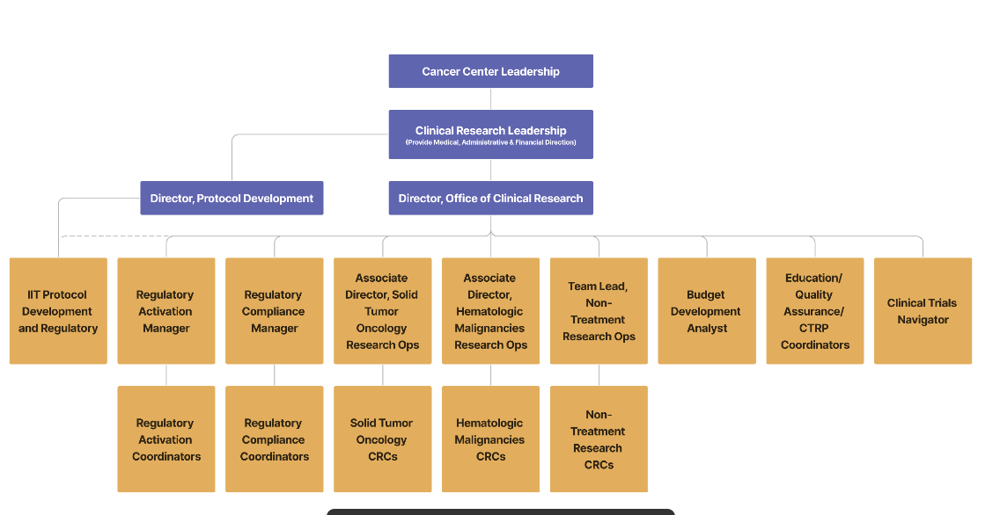 Cancer Center Leadership
Clinical Research Leadership
(Provide Medical, Administrative & Financial Direction)
Director, Protocol Development
Director, Office of Clinical Research
IIT Protocol
Development
and Regulatory
Regulatory
Activation
Manager
Regulatory
Compliance
Manager
Associate
Director, Solid
Tumor
Oncology
Research Ops
Associate
Director,
Hematologic
Malignancies
Research Ops
Team Lead,
Non-
Treatment
Research Ops
Budget
Development
Analyst
Education/
Quality
Assurance/
CTRP
Coordinators
Clinical Trials
Navigator
Regulatory
Activation
Coordinators
Regulatory
Compliance
Coordinators
Solid Tumor
Oncology
CRCs
Hematologic
Malignancies
CRCs
Non-
Treatment
Research
CRCs